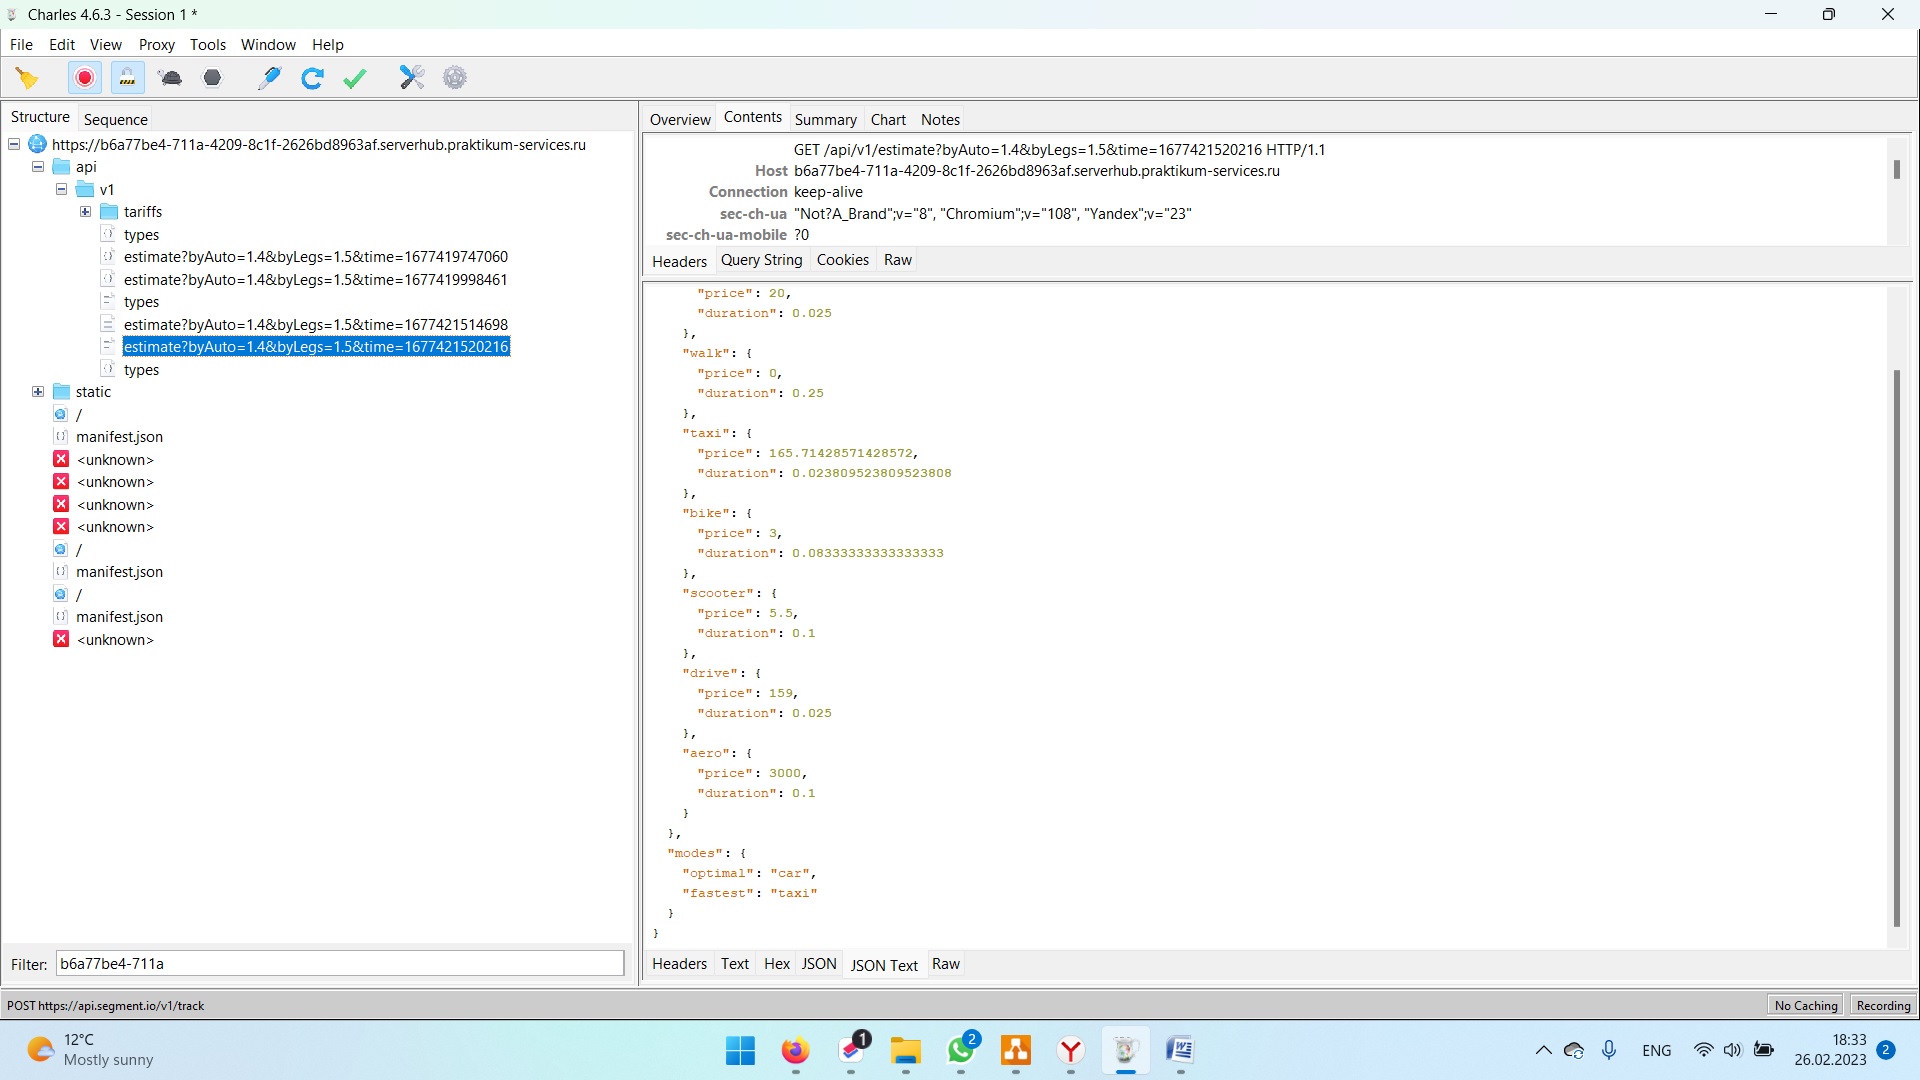 Charles 4.6.3 - Session 1 *
File Edit View Proxy Tools Window Help
Structure Sequence
https://b6a77be4-711a-4209-8c1f-2626bd8963af.serverhub.praktikum-services.ru
api
v1
tariffs
types
estimate?byAuto=1.4&byLegs=1.5&time=1677419747060
estimate?byAuto=1.4&byLegs=1.5&time=1677419998461
types
estimate?byAuto=1.4&byLegs=1.5&time=1677421514698
estimate?byAuto=1.4&byLegs=1.5&time=1677421520216
types
static
/
manifest.json
<unknown>
<unknown>
<unknown>
<unknown>
/
manifest.json
/
manifest.json
<unknown>
Filter: b6a77be4-711a
Overview Contents Summary Chart Notes
GET /api/v1/estimate?byAuto=1.4&byLegs=1.5&time=1677421520216 HTTP/1.1
Host b6a77be4-711a-4209-8c1f-2626bd8963af.serverhub.praktikum-services.ru
Connection keep-alive
sec-ch-ua "Not?A_Brand";v="8", "Chromium";v="108", "Yandex";v="23"
sec-ch-ua-mobile ?0
Headers Query String Cookies Raw
"price": 20,
"duration": 0.025
},
"walk": {
"price": 0,
"duration": 0.25
},
"taxi": {
"price": 165.71428571428572,
"duration": 0.023809523809523808
},
"bike": {
"price": 3,
"duration": 0.08333333333333333
},
"scooter": {
"price": 5.5,
"duration": 0.1
},
"drive": {
"price": 159,
"duration": 0.025
},
"aero": {
"price": 3000,
"duration": 0.1
}
},
"modes": {
"optimal": "car",
"fastest": "taxi"
}
}
Headers Text Hex JSON JSON Text Raw
POST https://api.segment.io/v1/track
No Caching Recording
12°C
Mostly sunny
1
2
ENG
18:33
26.02.2023
2